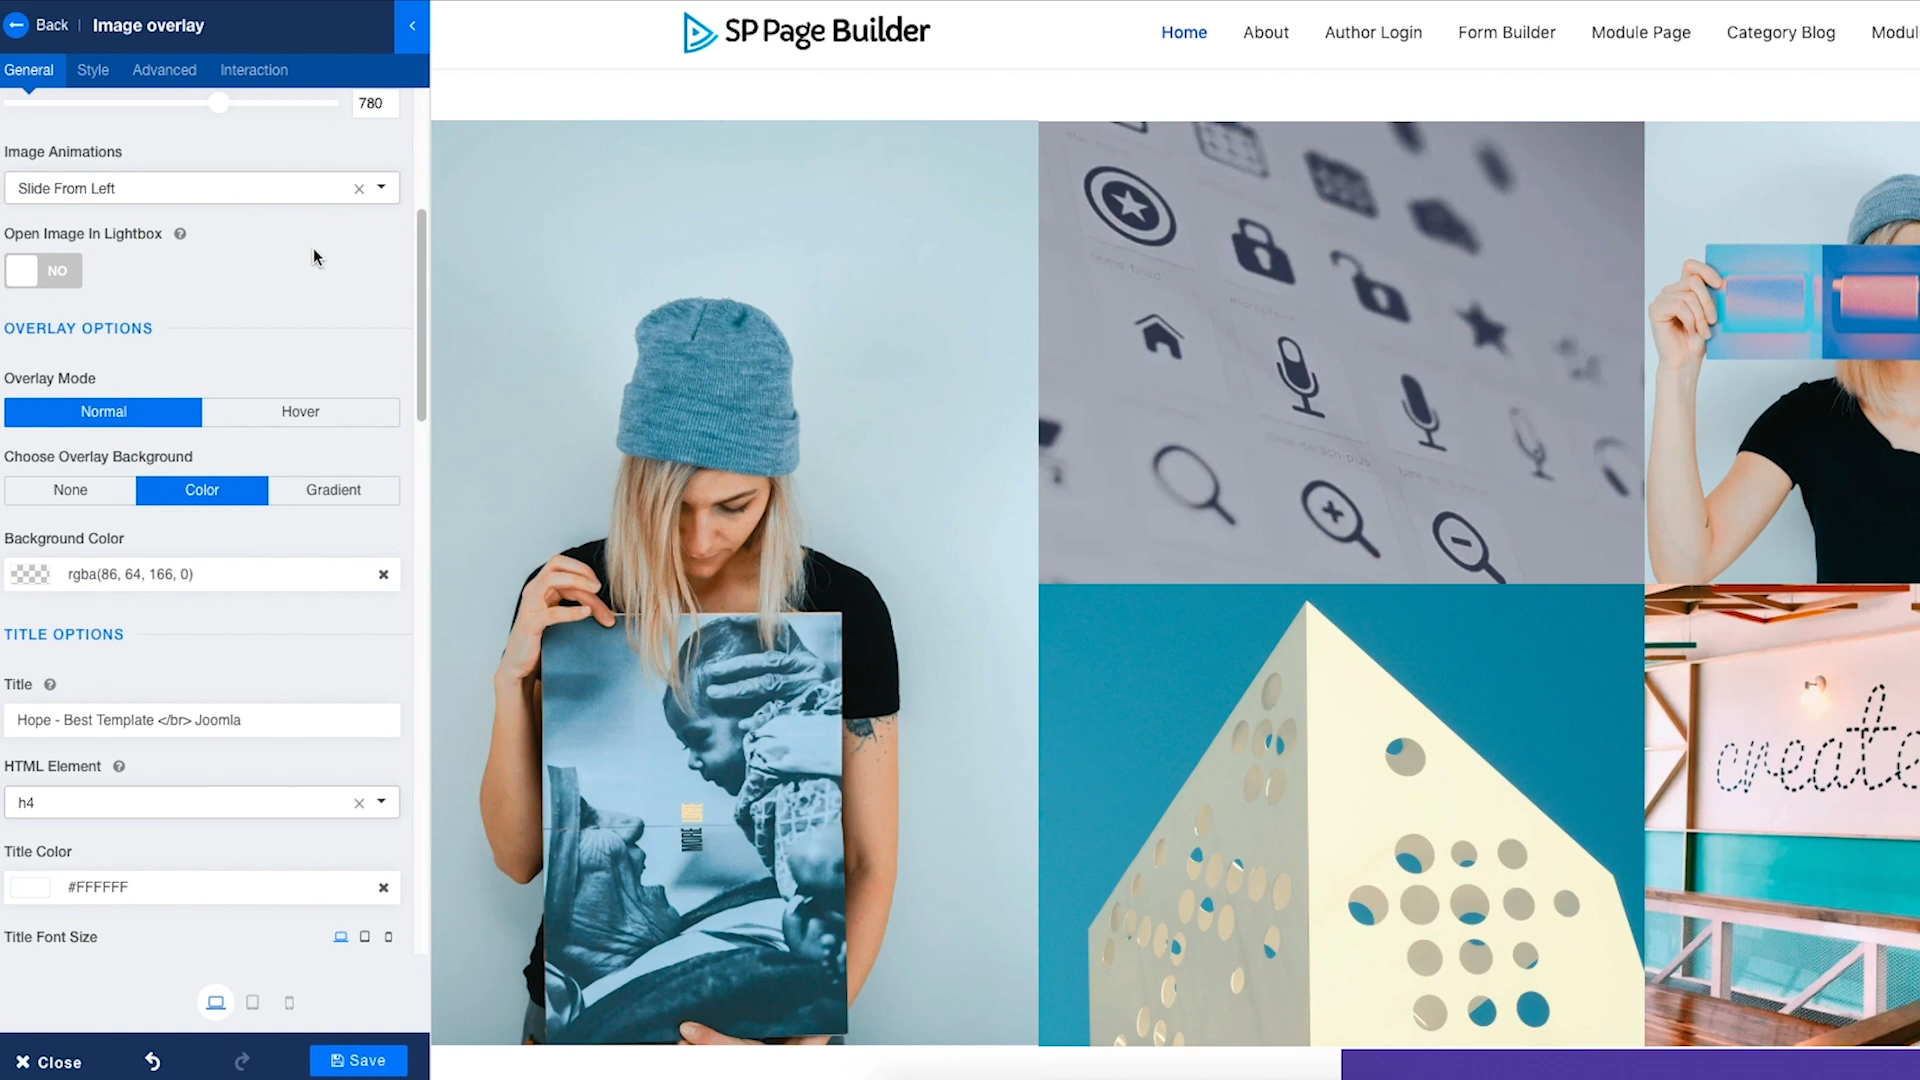 Back | Image overlay
General Style Advanced Interaction
780
Image Animations
Slide From Left
Open Image In Lightbox
NO
OVERLAY OPTIONS
Overlay Mode
Normal Hover
Choose Overlay Background
None Color Gradient
Background Color
rgba(86, 64, 166, 0)
TITLE OPTIONS
Title
Hope - Best Template </br> Joomla
HTML Element
h4
Title Color
#FFFFFF
Title Font Size
Close Save
SP Page Builder
Home About Author Login Form Builder Module Page Category Blog Modul
MORE
create